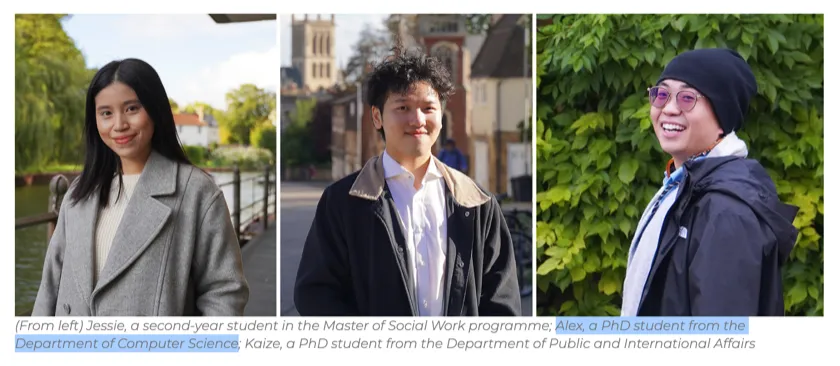 (From left) Jessie, a second-year student in the Master of Social Work programme; Alex, a PhD student from the
Department of Computer Science; Kaize, a PhD student from the Department of Public and International Affairs